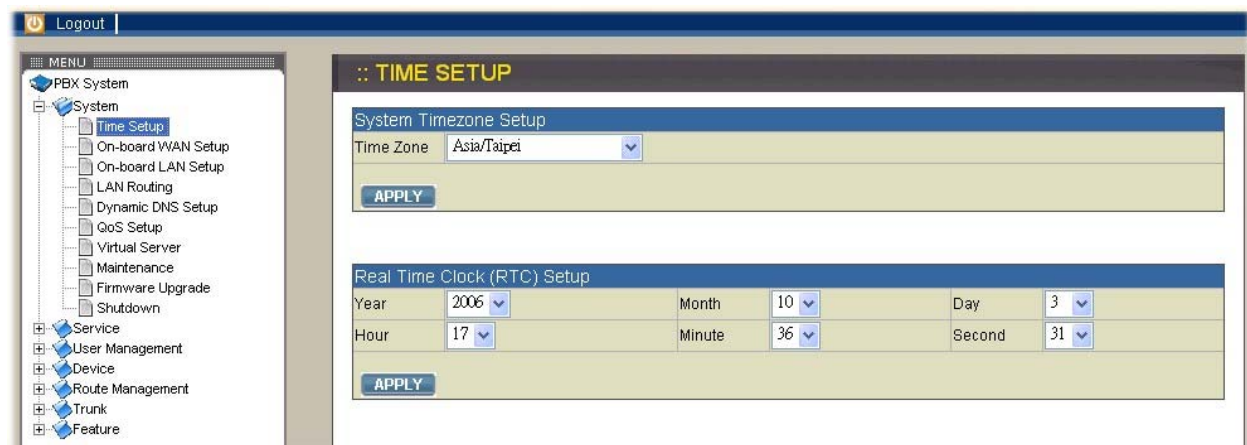 Logout
MENU
PBX System
System
Time Setup
On-board WAN Setup
On-board LAN Setup
LAN Routing
Dynamic DNS Setup
QoS Setup
Virtual Server
Maintenance
Firmware Upgrade
Shutdown
Service
User Management
Device
Route Management
Trunk
Feature
:: TIME SETUP
System Timezone Setup
Time Zone Asia/Taipei
APPLY
Real Time Clock (RTC) Setup
Year 2006 Month 10 Day 3
Hour 17 Minute 36 Second 31
APPLY